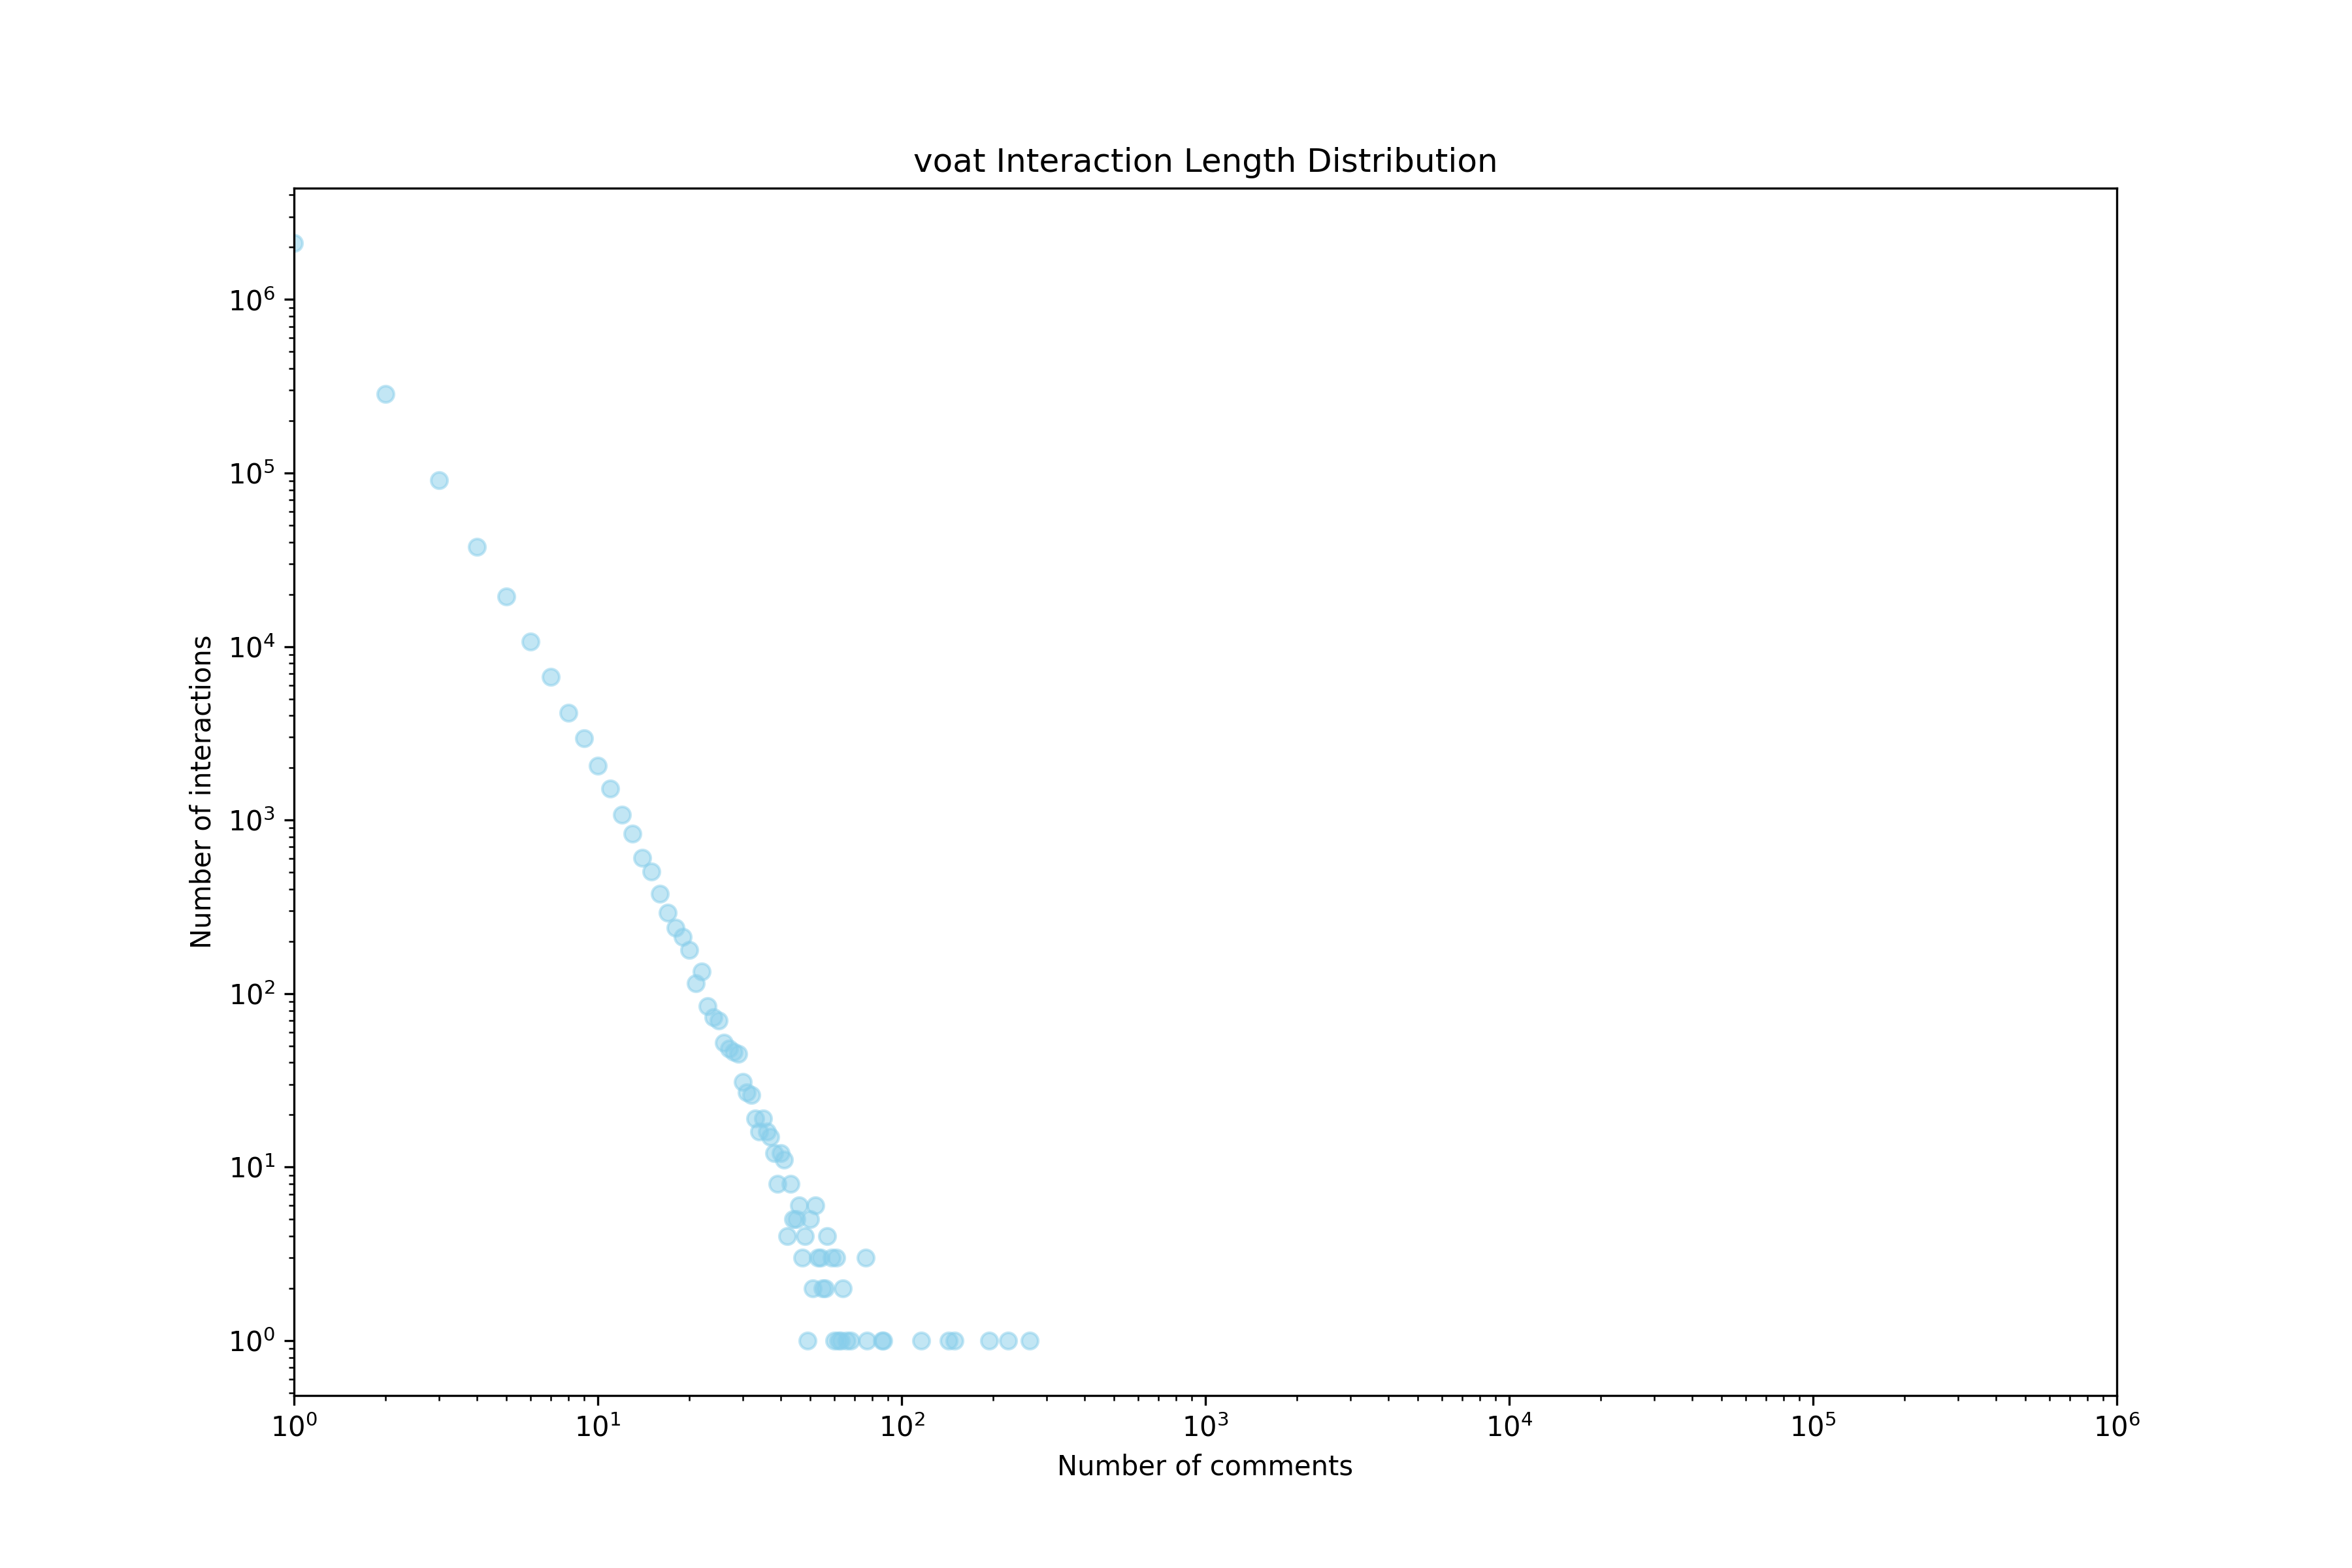 voat Interaction Length Distribution
10⁶
10⁵
10⁴
10³
10²
10¹
10⁰
Number of interactions
10⁰ 10¹ 10² 10³ 10⁴ 10⁵ 10⁶
Number of comments